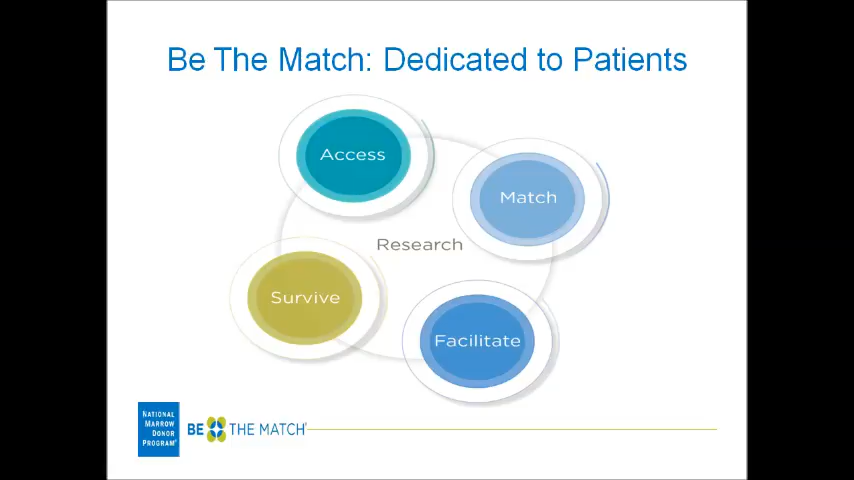 Be The Match: Dedicated to Patients
Access
Match
Research
Survive
Facilitate
NATIONAL
MARROW
DONOR
PROGRAM®
BE THE MATCH®